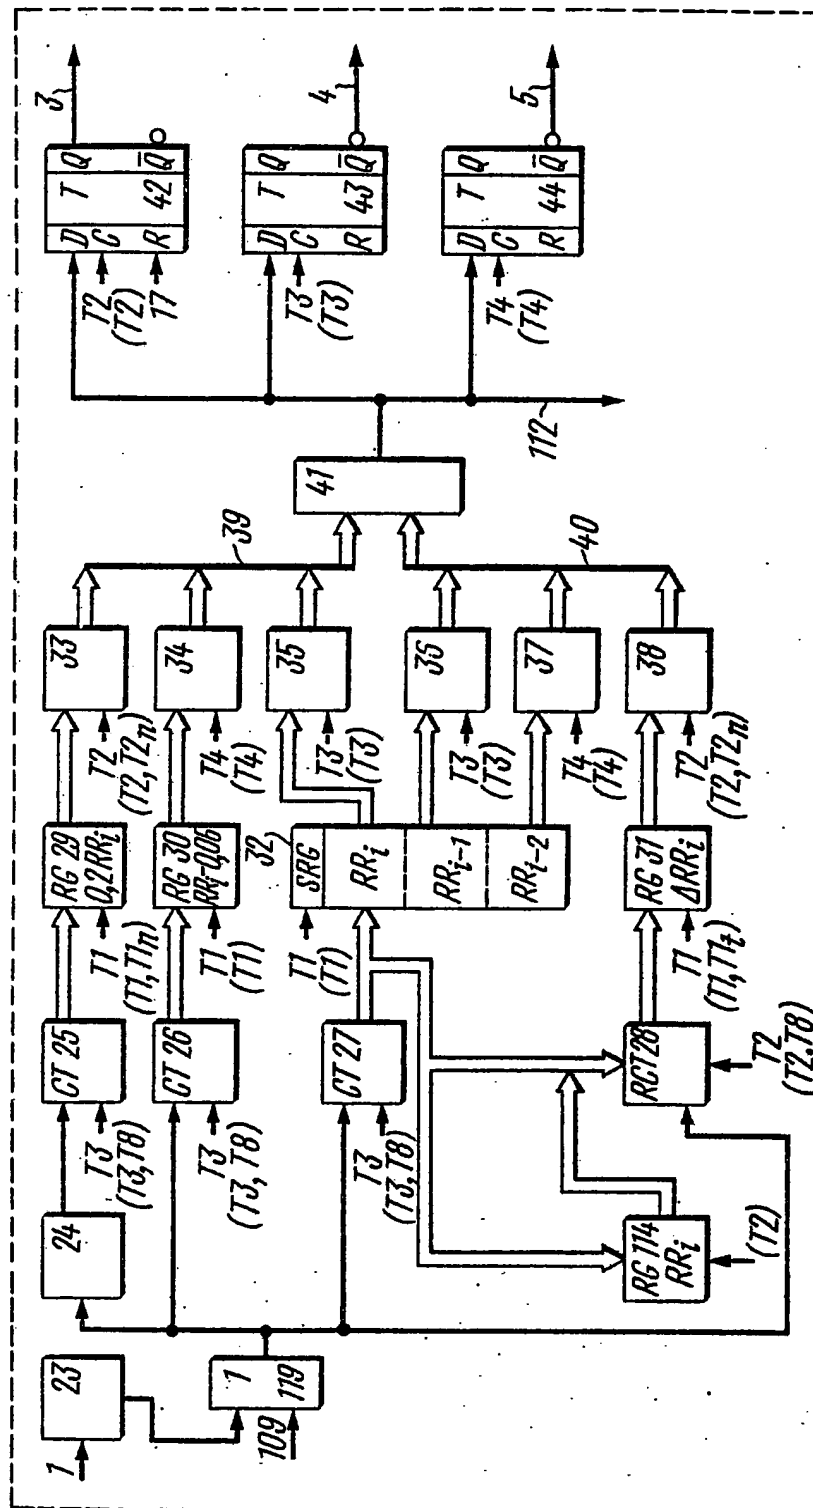 1
23
109
1
119
24
CT 25
T3
(T3,T8)
CT 26
T3
(T3,T8)
CT 27
T3
(T3,T8)
RG 114
RRi
(T2)
RCT 28
T2
(T2,T8)
RG 29
0,2RRi
T1
(T1,T1n)
RG 30
RRi-0,06
T1
(T1)
32
SRG
RRi
RRi-1
RRi-2
T1
(T1)
RG 31
ΔRRi
T1
33
T2
(T2,T2n)
34
T4
(T4)
35
T3
(T3)
36
T3
(T3)
37
T4
(T4)
38
T2
(T2,T2n)
39
40
41
112
D
C
R
T
42
Q
Q̅
3
T2
(T2)
17
D
C
R
T
43
Q
Q̅
4
T3
(T3)
D
C
R
T
44
Q
Q̅
5
T4
(T4)